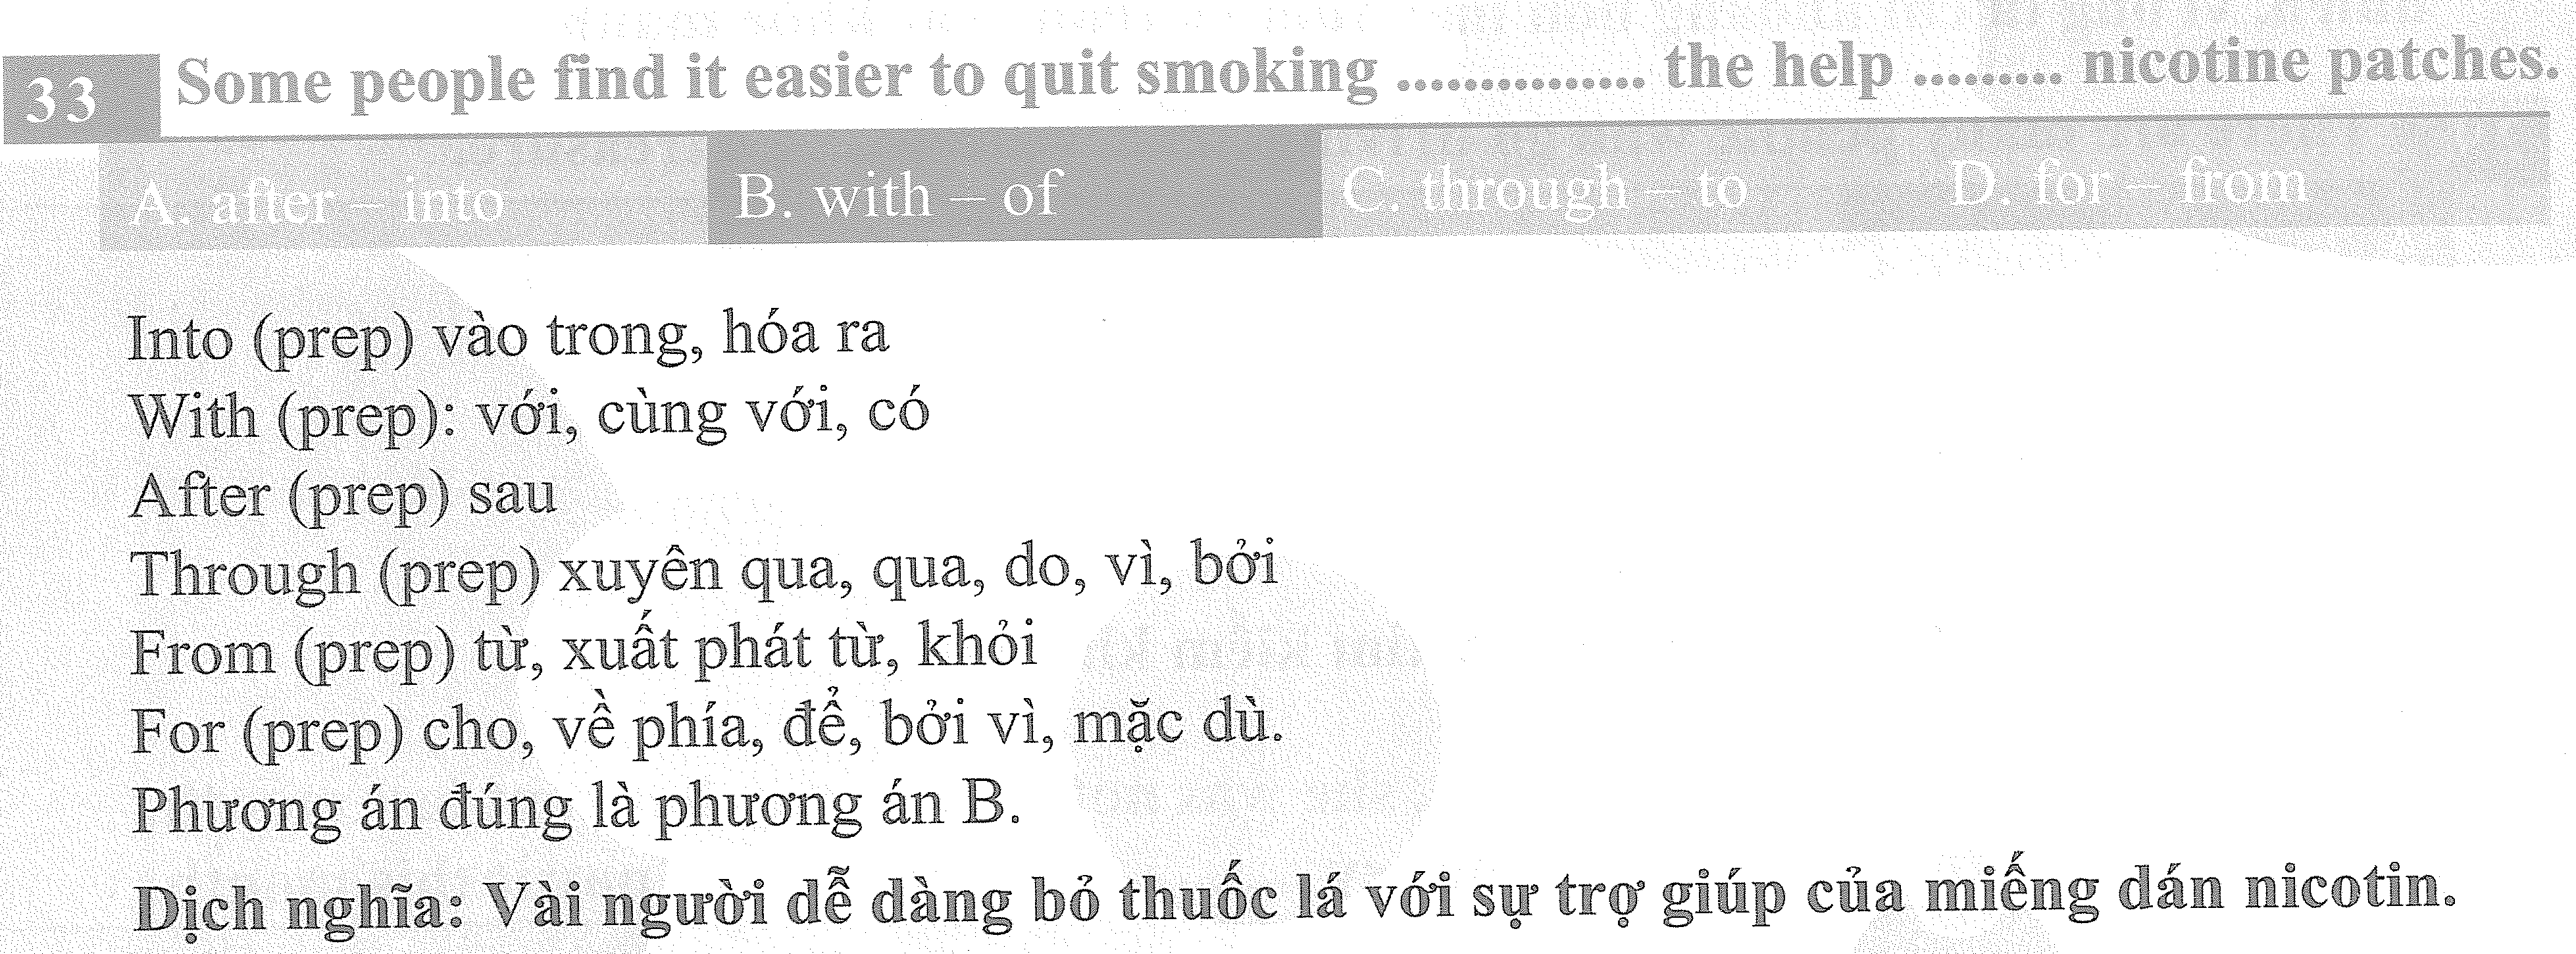 33 Some people find it easier to quit smoking .............. the help ......... nicotine patches.
A. after – into B. with – of C. through – to D. for – from
Into (prep) vào trong, hóa ra
With (prep): với, cùng với, có
After (prep) sau
Through (prep) xuyên qua, qua, do, vì, bởi
From (prep) từ, xuất phát từ, khỏi
For (prep) cho, về phía, để, bởi vì, mặc dù.
Phương án đúng là phương án B.
Dịch nghĩa: Vài người dễ dàng bỏ thuốc lá với sự trợ giúp của miếng dán nicotin.